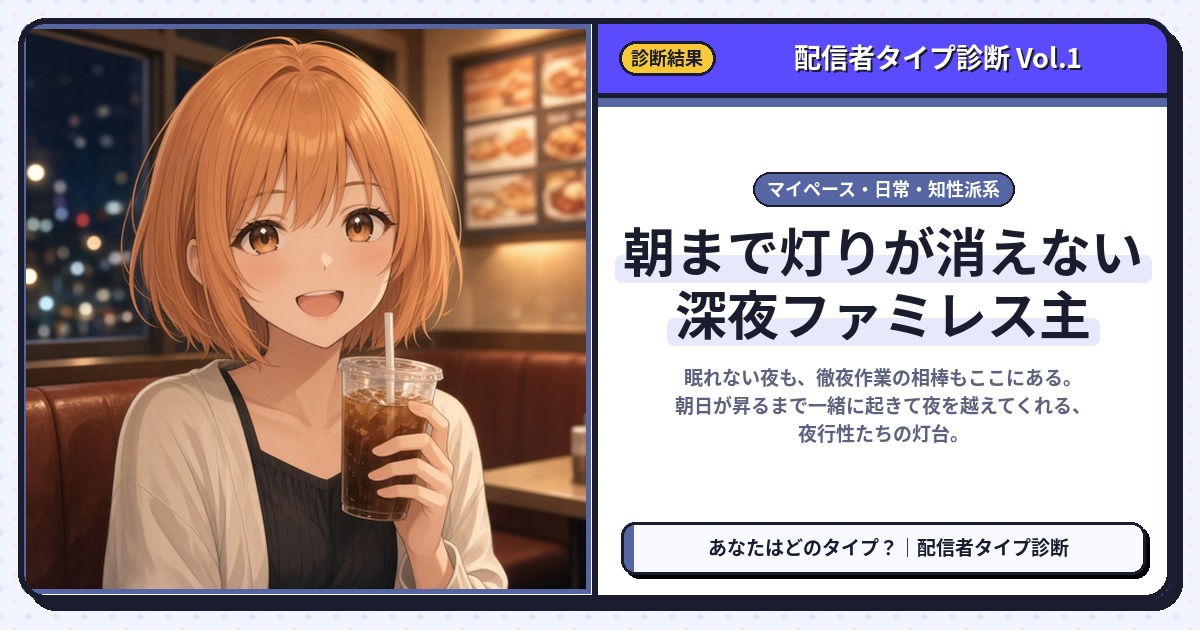 診断結果
配信者タイプ診断 Vol.1
マイペース・日常・知性派系
朝まで灯りが消えない
深夜ファミレス主
眠れない夜も、徹夜作業の相棒もここにある。
朝日が昇るまで一緒に起きて夜を越えてくれる、
夜行性たちの灯台。
あなたはどのタイプ？｜配信者タイプ診断